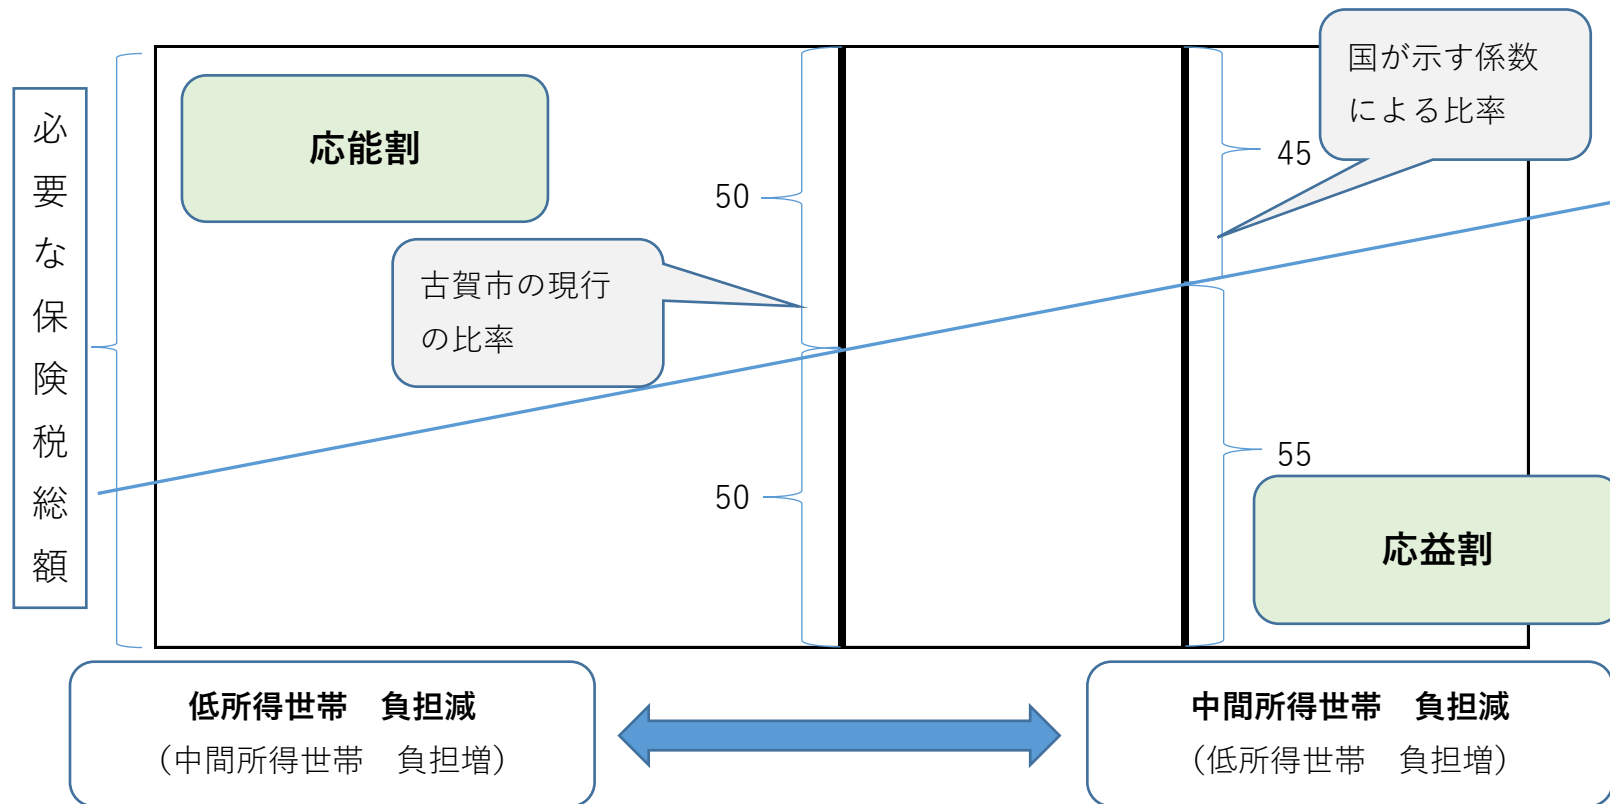 必要な保険税総額
応能割
50
古賀市の現行
の比率
50
国が示す係数
による比率
45
55
応益割
低所得世帯　負担減
（中間所得世帯　負担増）
中間所得世帯　負担減
（低所得世帯　負担増）